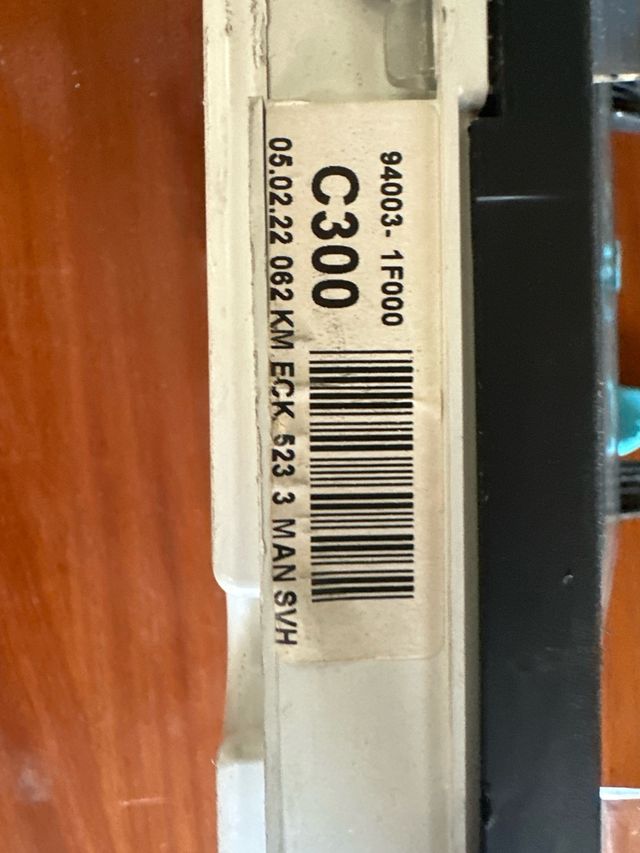 94003- 1F000
C300
05.02.22 062 KM ECK 523 3 MAN SVH